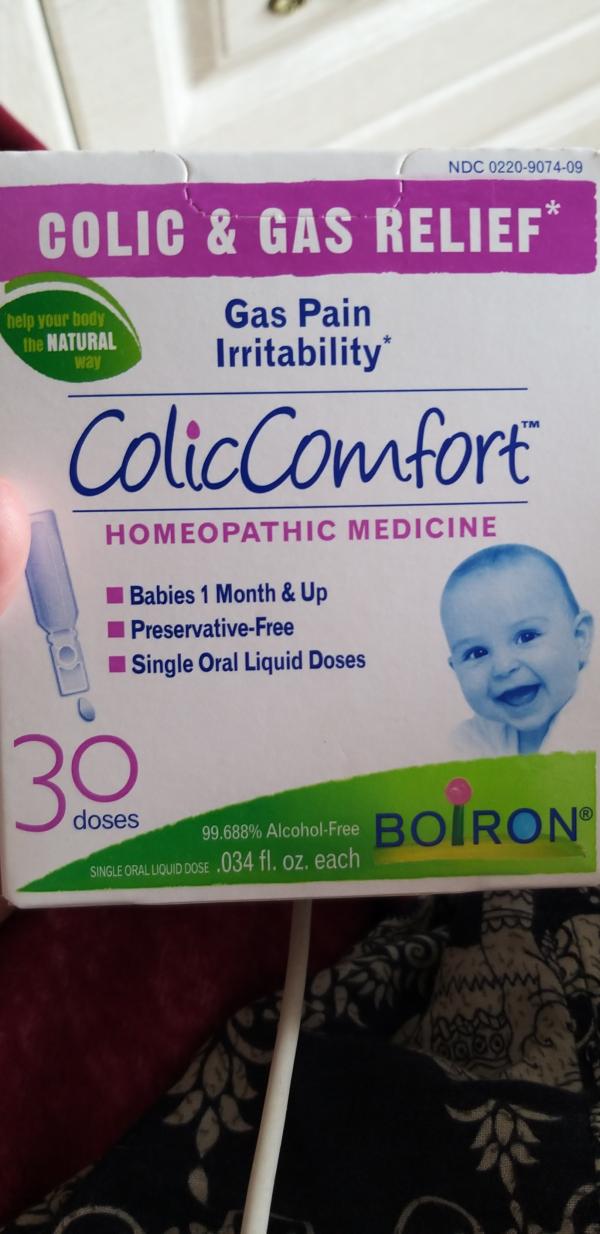 NDC 0220-9074-09
COLIC & GAS RELIEF*
help your body
the NATURAL
way
Gas Pain
Irritability*
ColicComfort™
HOMEOPATHIC MEDICINE
Babies 1 Month & Up
Preservative-Free
Single Oral Liquid Doses
30
doses
99.688% Alcohol-Free
SINGLE ORAL LIQUID DOSE .034 fl. oz. each
BOIRON®